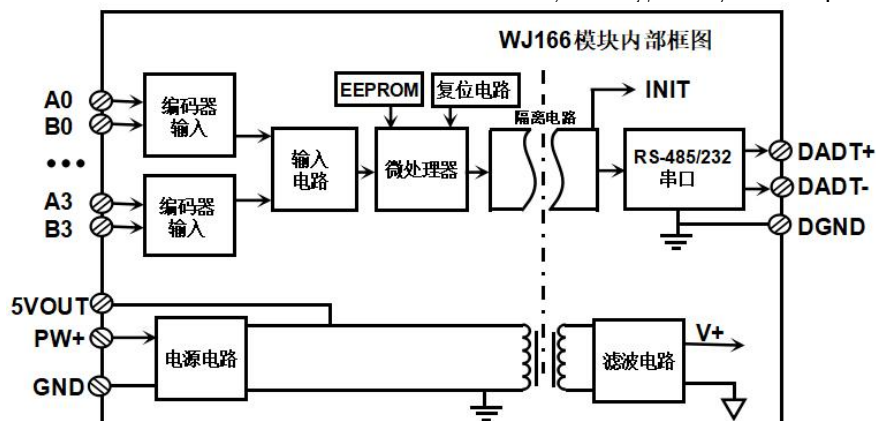 WJ166模块内部框图
EEPROM
复位电路
INIT
隔离电路
A0
B0
编码器
输入
•••
A3
B3
编码器
输入
输入
电路
微处理器
RS-485/232
串口
DADT+
DADT-
DGND
5VOUT
PW+
GND
电源电路
滤波电路
V+